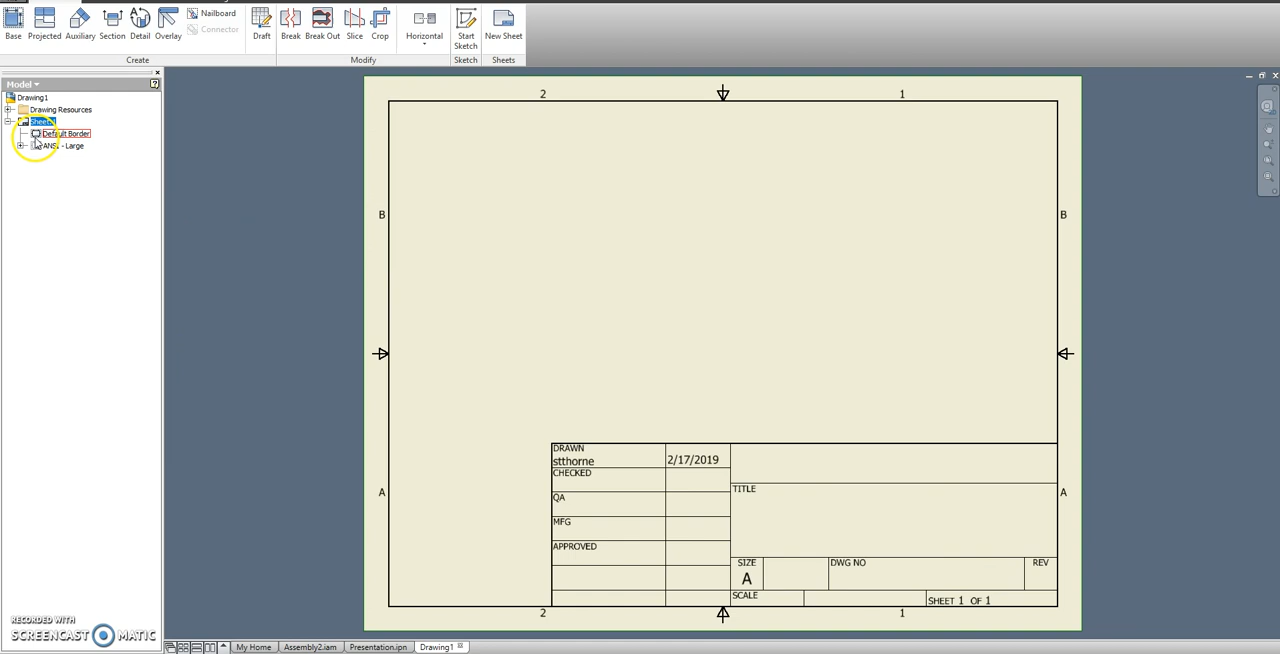 Base Projected Auxiliary Section Detail Overlay Nailboard Connector Draft Break Break Out Slice Crop Horizontal Start Sketch New Sheet
Create Modify Sketch Sheets
Model
Drawing1
Drawing Resources
Default Border
- Large
2 1
B B
A A
DRAWN
stthorne 2/17/2019
CHECKED
QA
MFG
APPROVED
TITLE
SIZE DWG NO REV
A
SCALE SHEET 1 OF 1
2 1
RECORDED WITH
SCREENCAST MATIC
My Home Assembly2.iam Presentation.ipn Drawing1